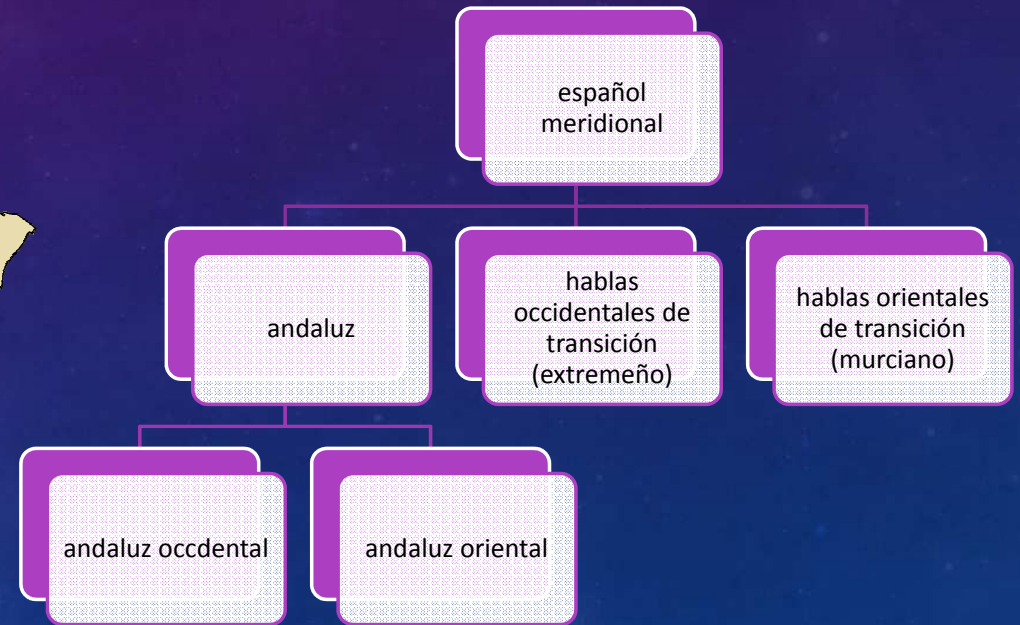 español
meridional
andaluz
hablas
occidentales de
transición
(extremeño)
hablas orientales
de transición
(murciano)
andaluz occdental
andaluz oriental